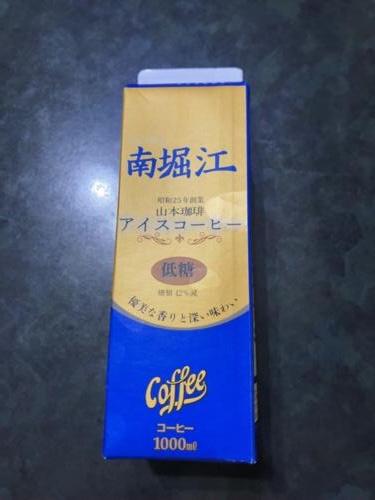 南堀江
昭和25年創業
山本珈琲
アイスコーヒー
低糖
糖類 42%減
優美な香りと深い味わい
Coffee
コーヒー
1000ml